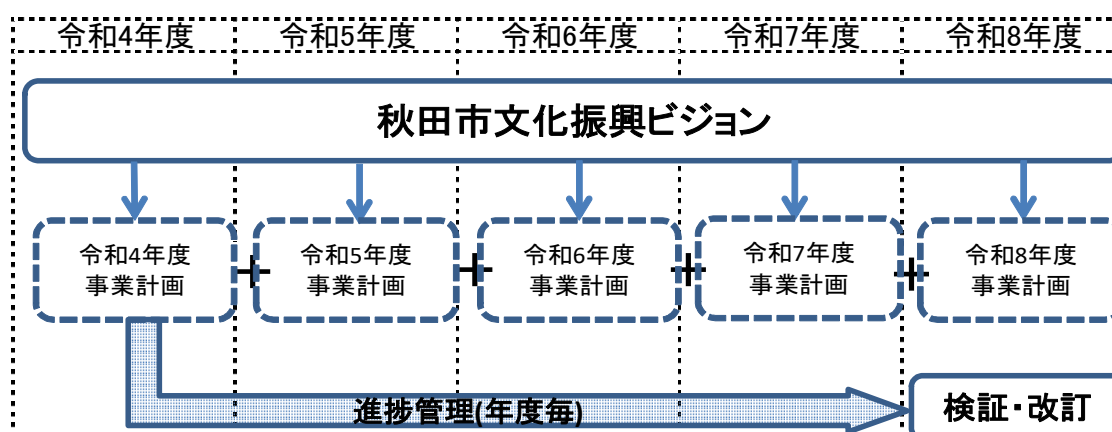 令和4年度 令和5年度 令和6年度 令和7年度 令和8年度
秋田市文化振興ビジョン
令和4年度
事業計画
+
令和5年度
事業計画
+
令和6年度
事業計画
+
令和7年度
事業計画
+
令和8年度
事業計画
進捗管理(年度毎)
検証・改訂